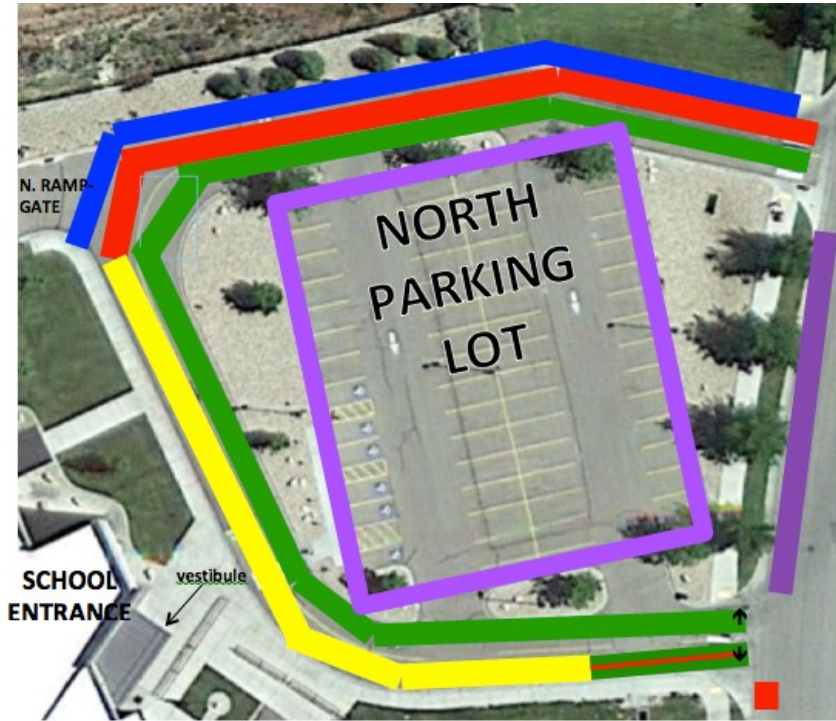 N. RAMP-
GATE
NORTH
PARKING
LOT
SCHOOL
ENTRANCE
vestibule